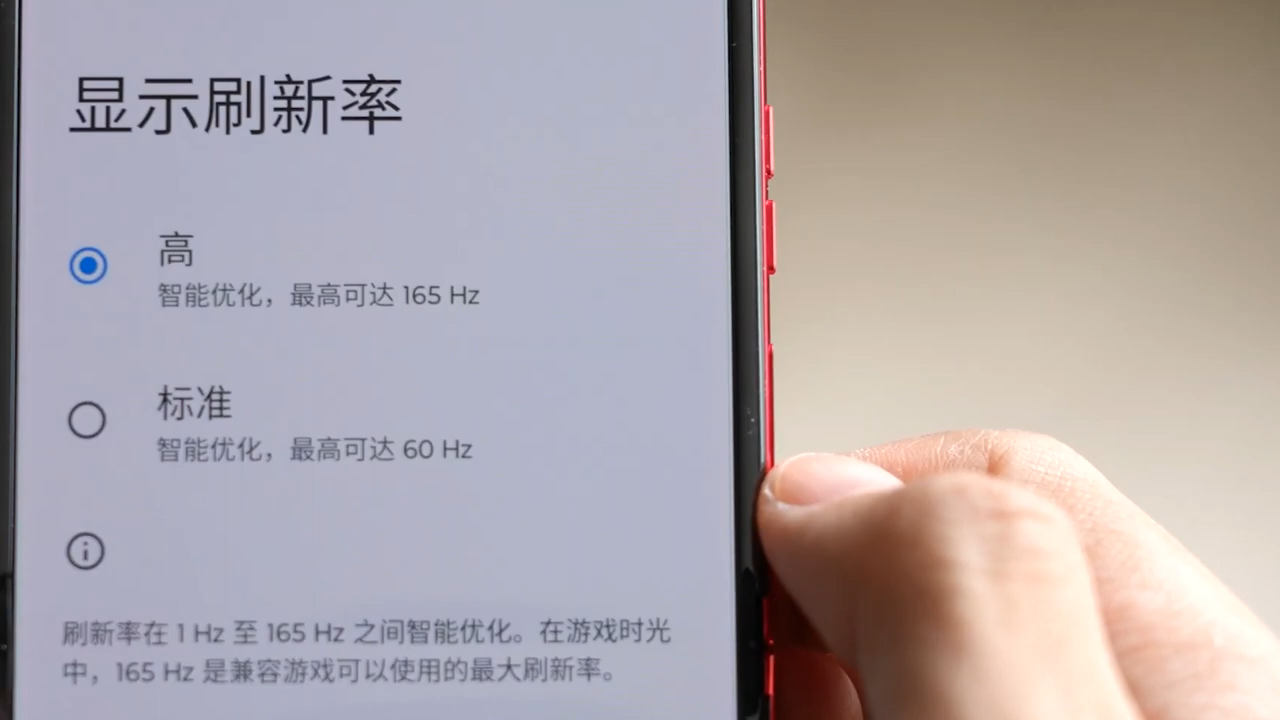 显示刷新率
高
智能优化，最高可达 165 Hz
标准
智能优化，最高可达 60 Hz
刷新率在 1 Hz 至 165 Hz 之间智能优化。在游戏时光
中，165 Hz 是兼容游戏可以使用的最大刷新率。